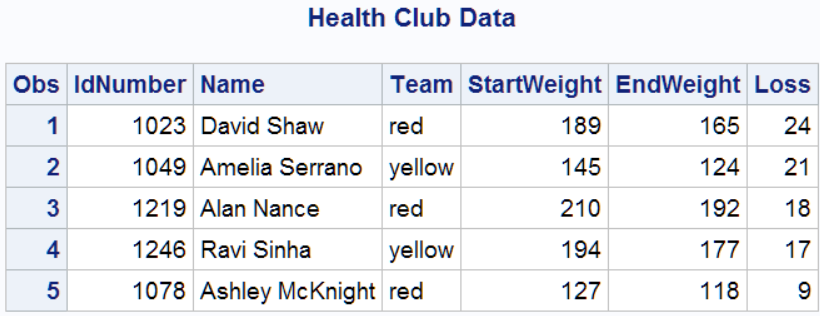 Health Club Data
Obs IdNumber Name Team StartWeight EndWeight Loss
1 1023 David Shaw red 189 165 24
2 1049 Amelia Serrano yellow 145 124 21
3 1219 Alan Nance red 210 192 18
4 1246 Ravi Sinha yellow 194 177 17
5 1078 Ashley McKnight red 127 118 9